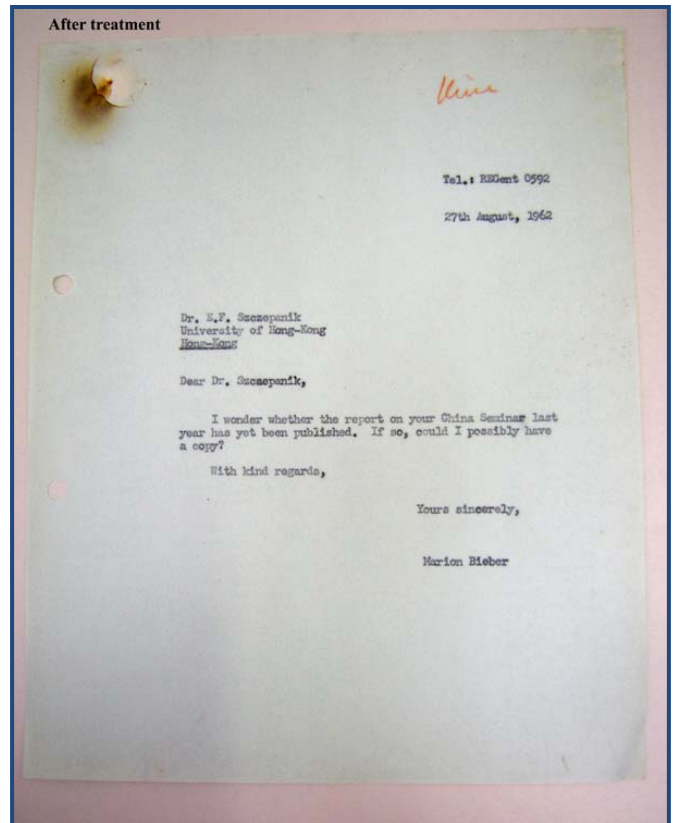 After treatment
Tel.: REGent 0592
27th August, 1962
Dr. E.F. Szczepanik
University of Hong-Kong
Hong-Kong
Dear Dr. Szczepanik,
I wonder whether the report on your China Seminar last
year has yet been published. If so, could I possibly have
a copy?
With kind regards,
Yours sincerely,
Marion Bieber